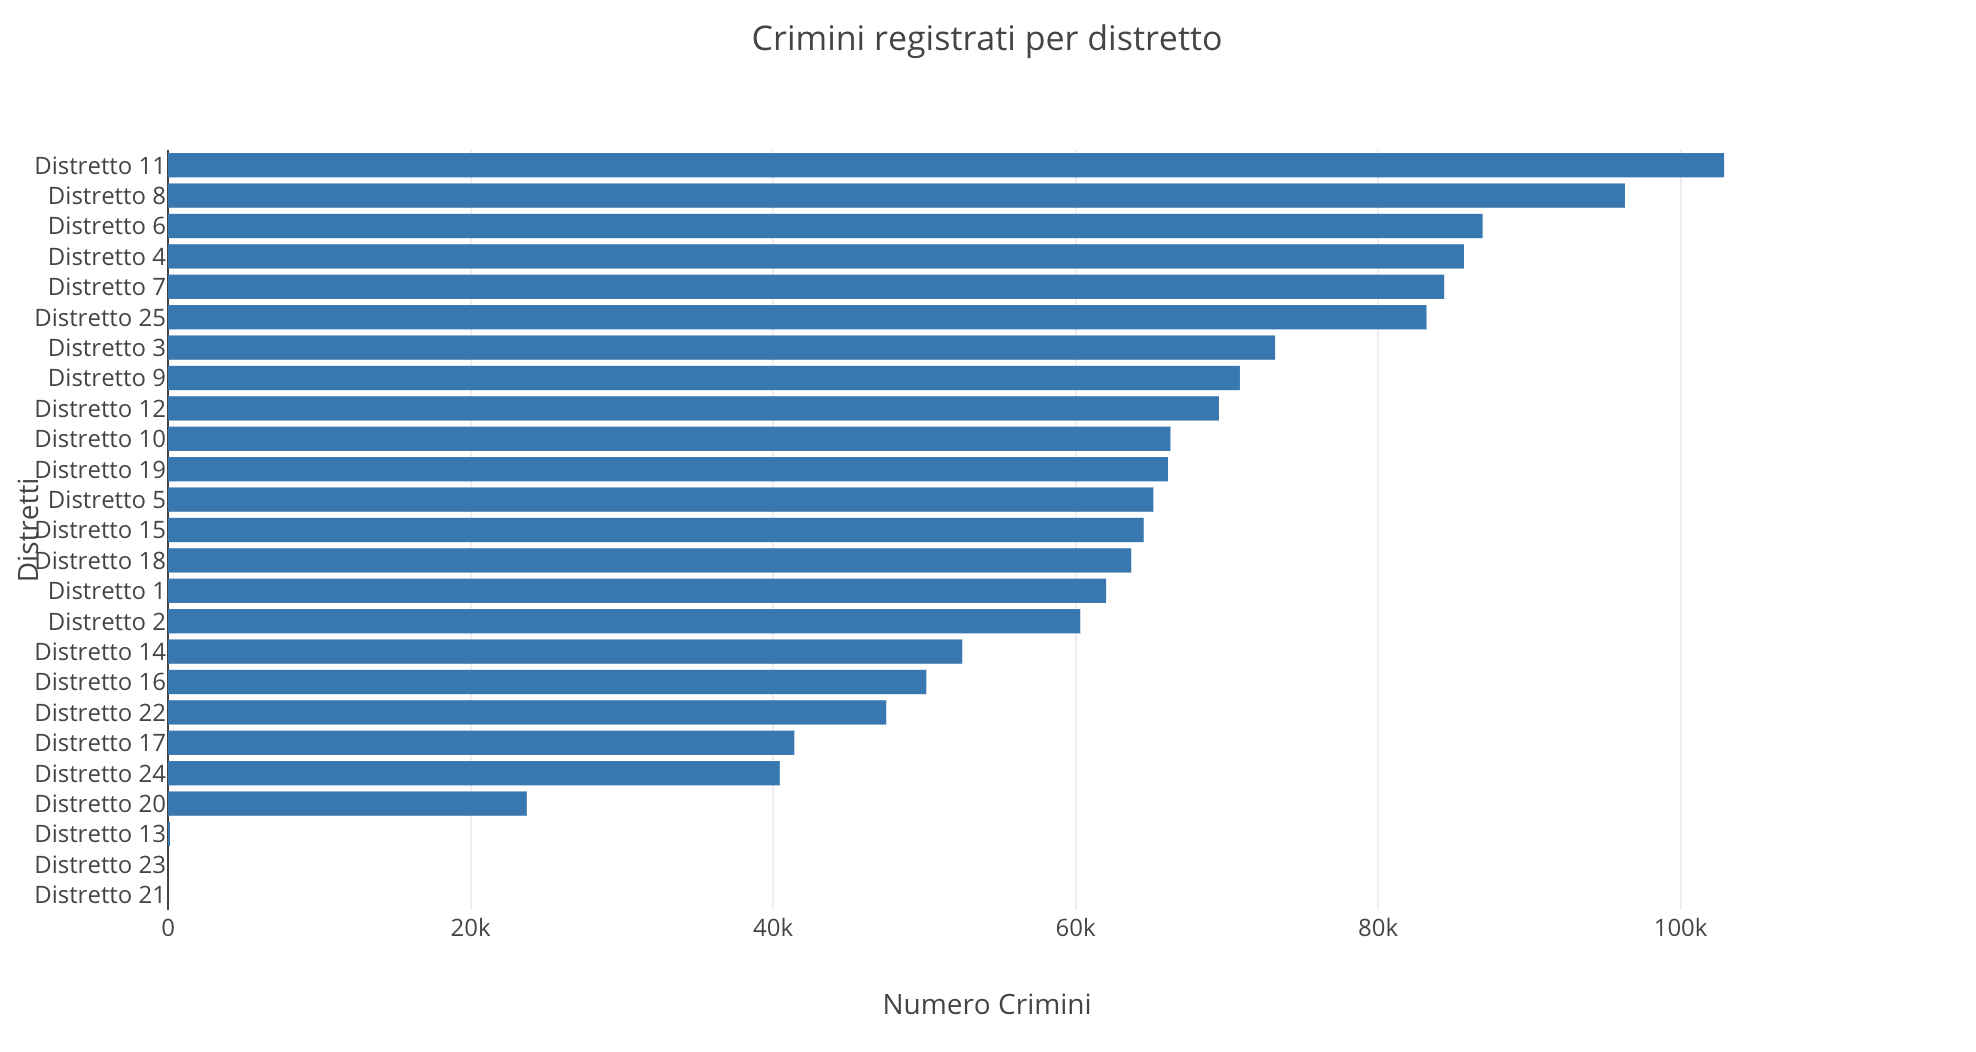 Crimini registrati per distretto
Distretti
Distretto 11
Distretto 8
Distretto 6
Distretto 4
Distretto 7
Distretto 25
Distretto 3
Distretto 9
Distretto 12
Distretto 10
Distretto 19
Distretto 5
Distretto 15
Distretto 18
Distretto 1
Distretto 2
Distretto 14
Distretto 16
Distretto 22
Distretto 17
Distretto 24
Distretto 20
Distretto 13
Distretto 23
Distretto 21
0 20k 40k 60k 80k 100k
Numero Crimini